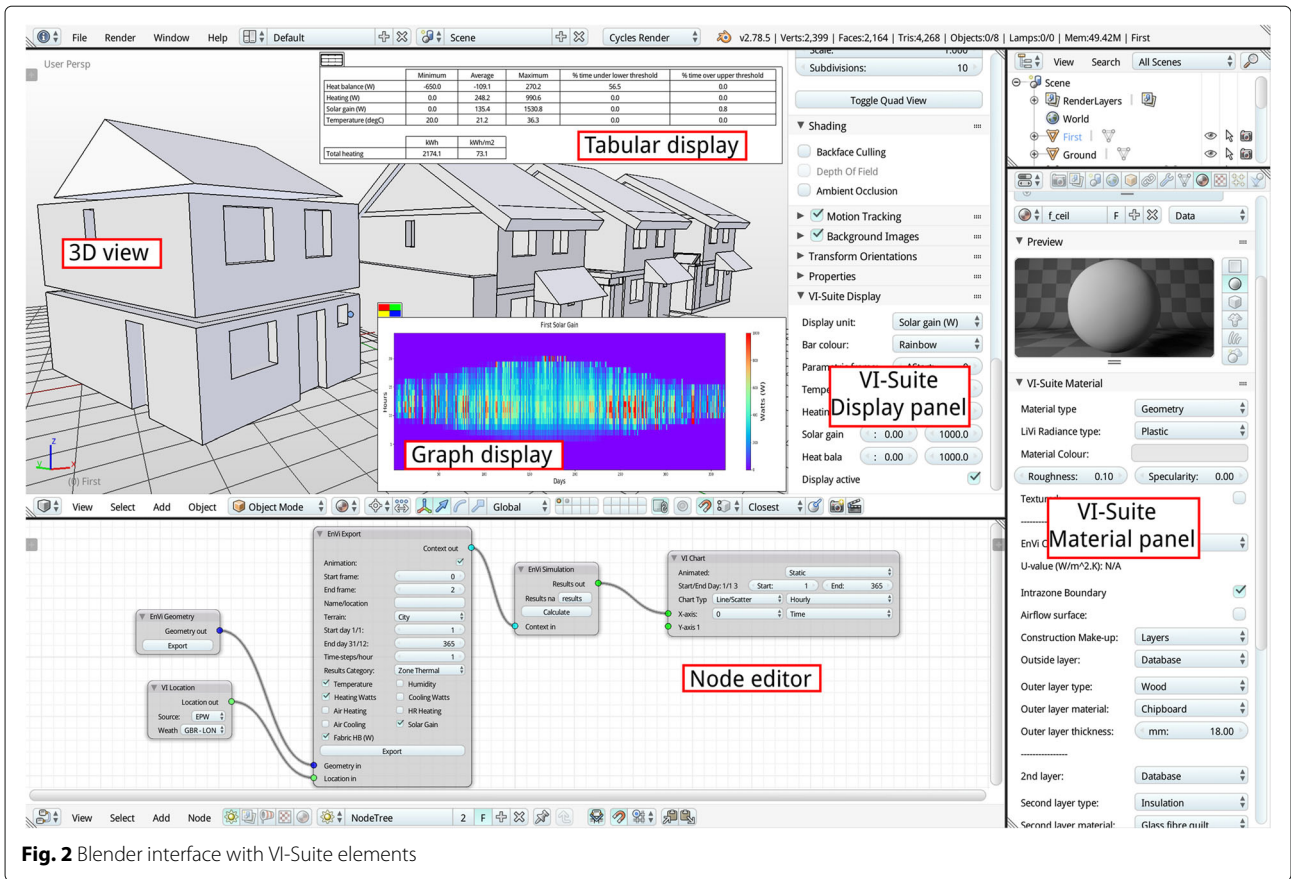 File Render Window Help Default Scene Cycles Render v2.78.5 | Verts:2,399 | Faces:2,164 | Tris:4,268 | Objects:0/8 | Lamps:0/0 | Mem:49.42M | First
User Persp
Minimum Average Maximum % time under lower threshold % time over upper threshold
Heat balance (W) -650.0 -109.1 270.2 56.5 0.0
Heating (W) 0.0 248.2 990.6 0.0 0.0
Solar gain (W) 0.0 135.4 1530.8 0.0 0.8
Temperature (degC) 20.0 21.2 36.3 0.0 0.0
kWh kWh/m2
Total heating 2174.1 73.1
Tabular display
3D view
First Solar Gain
Hours
Watts (W)
Days
Graph display
z
y
x
(0) First
Scale: 1.000
Subdivisions: 10
Toggle Quad View
Shading
Backface Culling
Depth Of Field
Ambient Occlusion
Motion Tracking
Background Images
Transform Orientations
Properties
VI-Suite Display
Display unit: Solar gain (W)
Bar colour: Rainbow
VI-Suite
Display panel
Solar gain : 0.00 1000.0
Heat bala : 0.00 1000.0
Display active
View Select Add Object Object Mode Global Closest
View Search All Scenes
Scene
RenderLayers
World
First
Ground
f_ceil F Data
Preview
VI-Suite Material
Material type Geometry
LiVi Radiance type: Plastic
Material Colour:
Roughness: 0.10 Specularity: 0.00
VI-Suite
Material panel
U-value (W/m^2.K): N/A
Intrazone Boundary
Airflow surface:
Construction Make-up: Layers
Outside layer: Database
Outer layer type: Wood
Outer layer material: Chipboard
Outer layer thickness: mm: 18.00
---------------
2nd layer: Database
Second layer type: Insulation
Second layer material: Glass fibre quilt
EnVi Geometry
Geometry out
Export
VI Location
Location out
Source: EPW
Weath GBR - LON
EnVi Export
Context out
Animation:
Start frame: 0
End frame: 2
Name/location
Terrain: City
Start day 1/1: 1
End day 31/12: 365
Time-steps/hour 1
Results Category: Zone Thermal
Temperature Humidity
Heating Watts Cooling Watts
Air Heating HR Heating
Air Cooling Solar Gain
Fabric HB (W)
Export
Geometry in
Location in
EnVi Simulation
Results out
Results na results
Calculate
Context in
VI Chart
Animated: Static
Start/End Day: 1/1 3 Start: 1 End: 365
Chart Typ Line/Scatter Hourly
X-axis: 0 Time
Y-axis 1
Node editor
View Select Add Node NodeTree 2 F
Fig. 2 Blender interface with VI-Suite elements